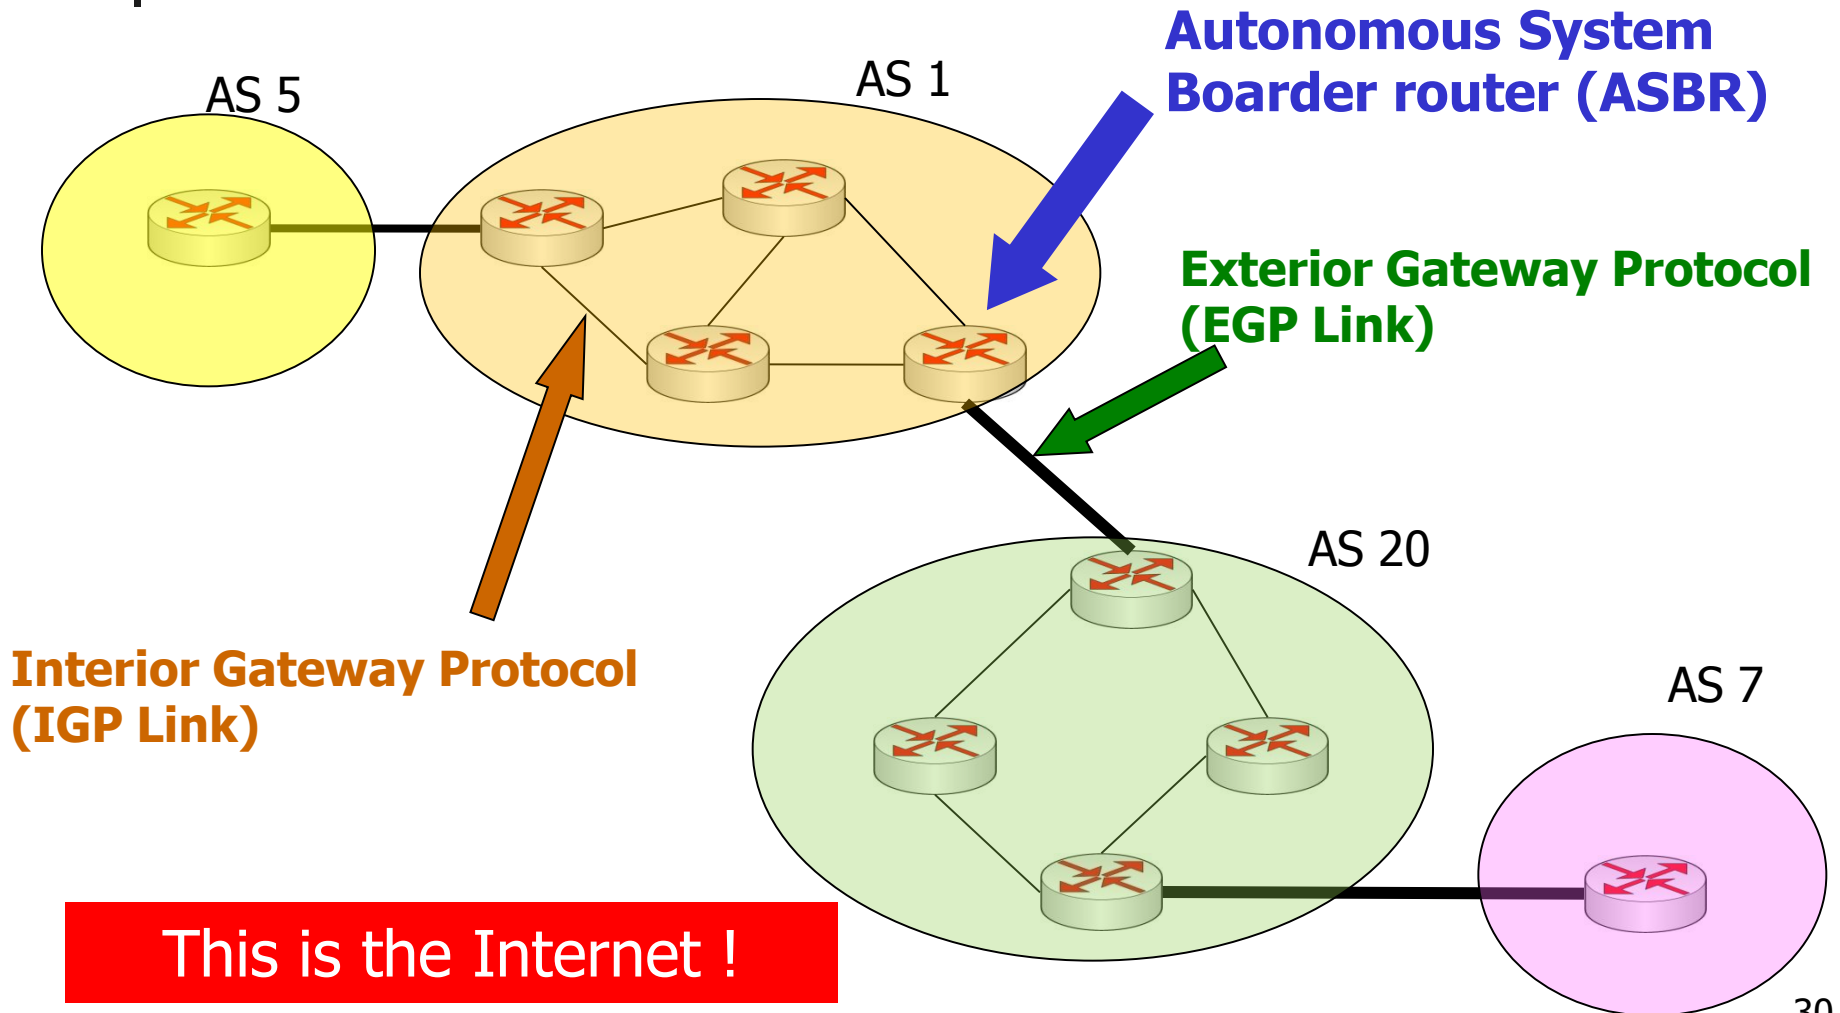 Autonomous System
Boarder router (ASBR)
AS 5
AS 1
Exterior Gateway Protocol
(EGP Link)
AS 20
Interior Gateway Protocol
(IGP Link)
AS 7
This is the Internet !
30